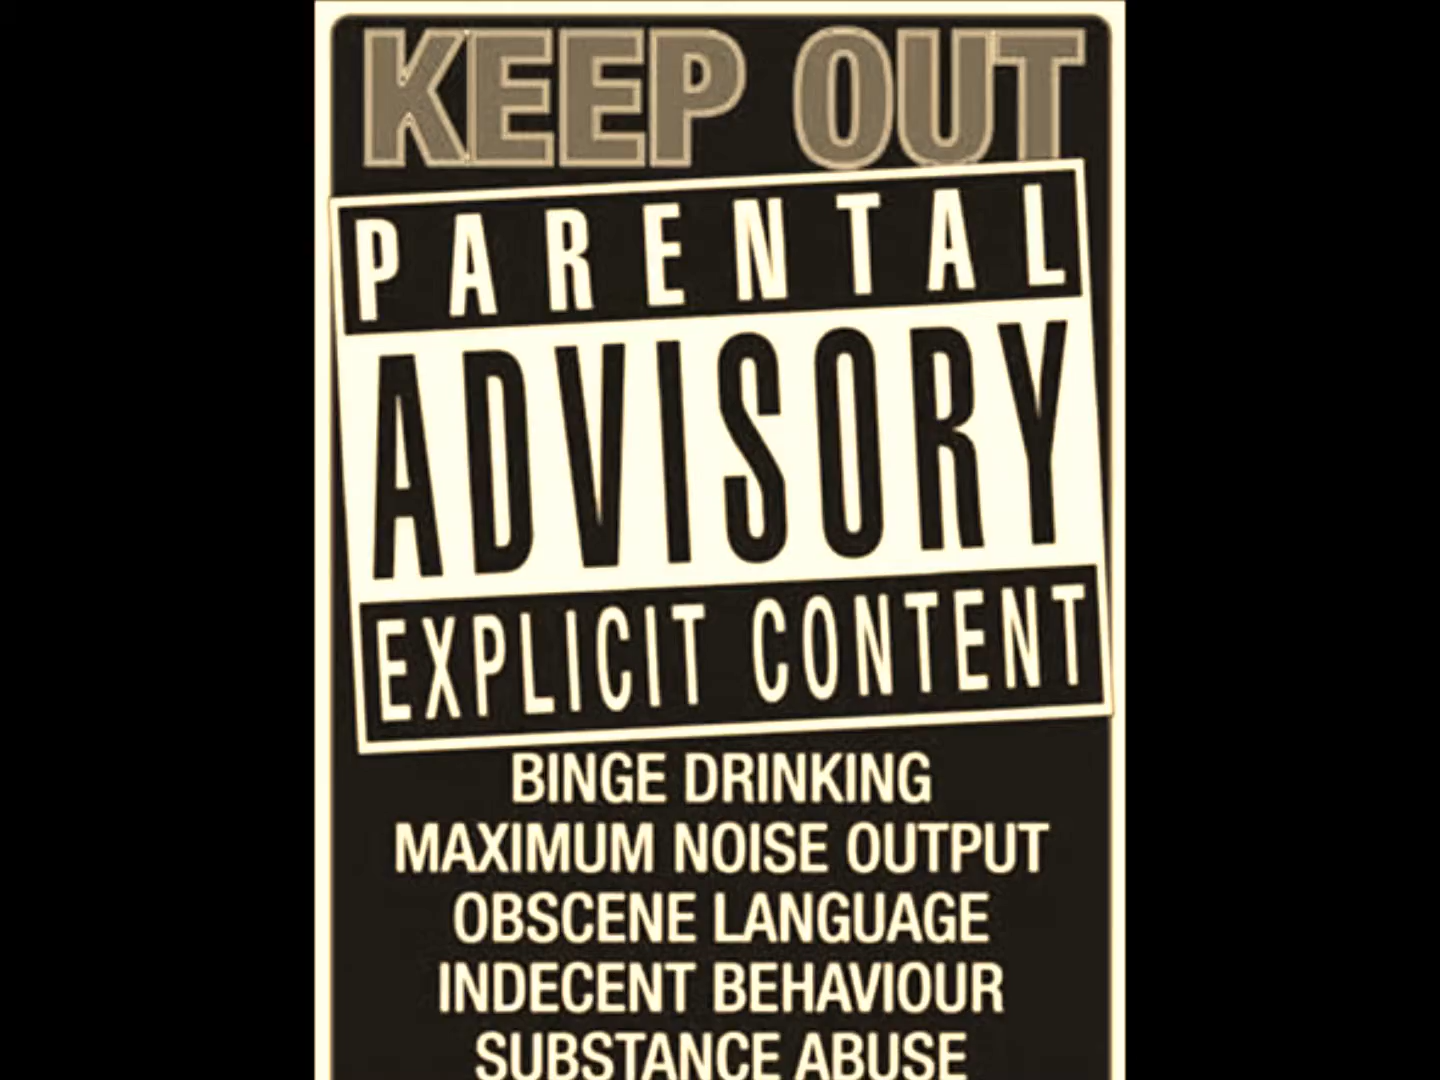 KEEP OUT
PARENTAL
ADVISORY
EXPLICIT CONTENT
BINGE DRINKING
MAXIMUM NOISE OUTPUT
OBSCENE LANGUAGE
INDECENT BEHAVIOUR
SUBSTANCE ABUSE